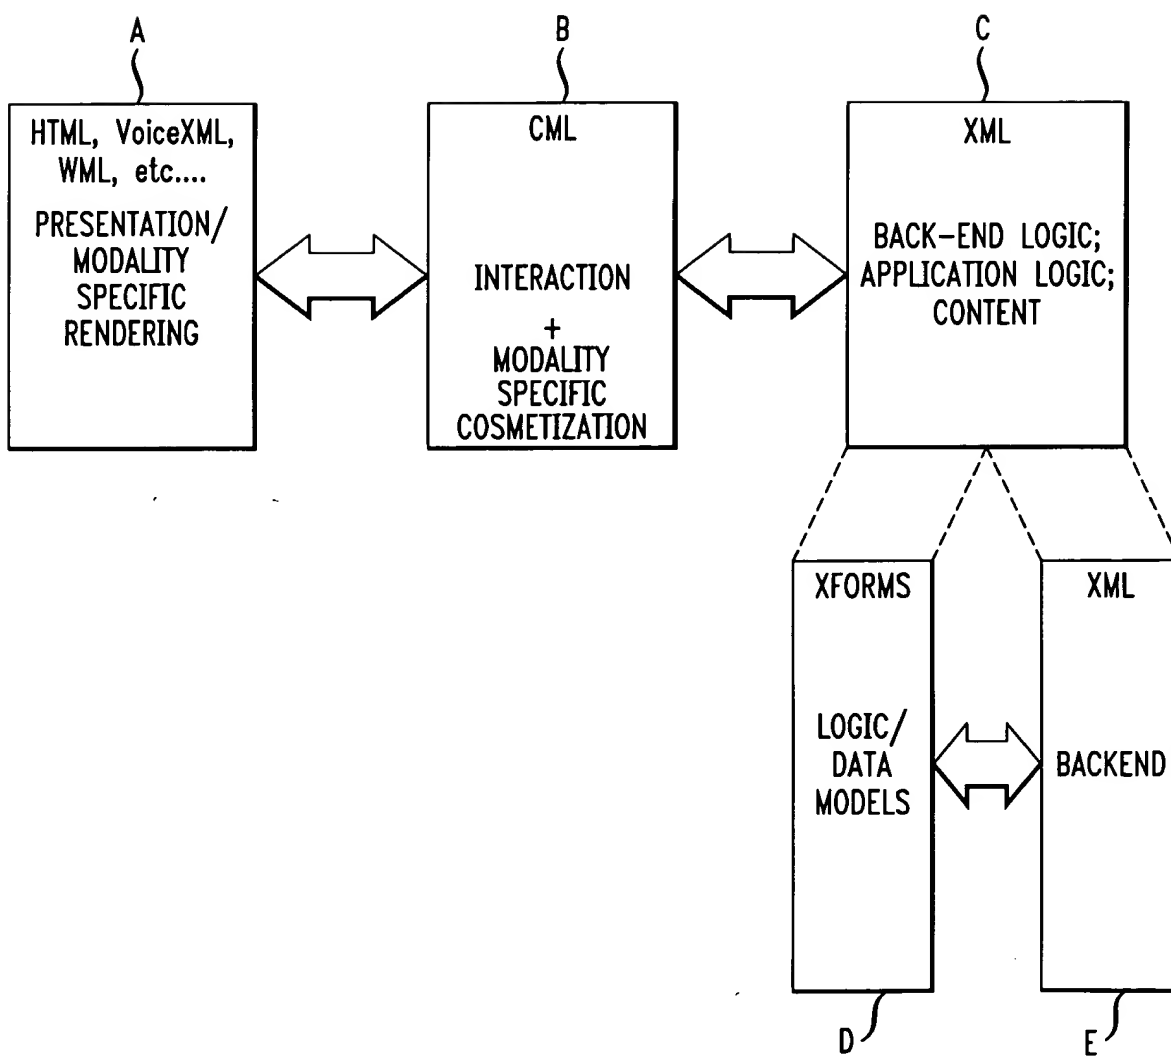 A
B
C
HTML, VoiceXML,
WML, etc....
PRESENTATION/
MODALITY
SPECIFIC
RENDERING
CML
INTERACTION
+
MODALITY
SPECIFIC
COSMETIZATION
XML
BACK-END LOGIC;
APPLICATION LOGIC;
CONTENT
XFORMS
LOGIC/
DATA
MODELS
XML
BACKEND
D
E